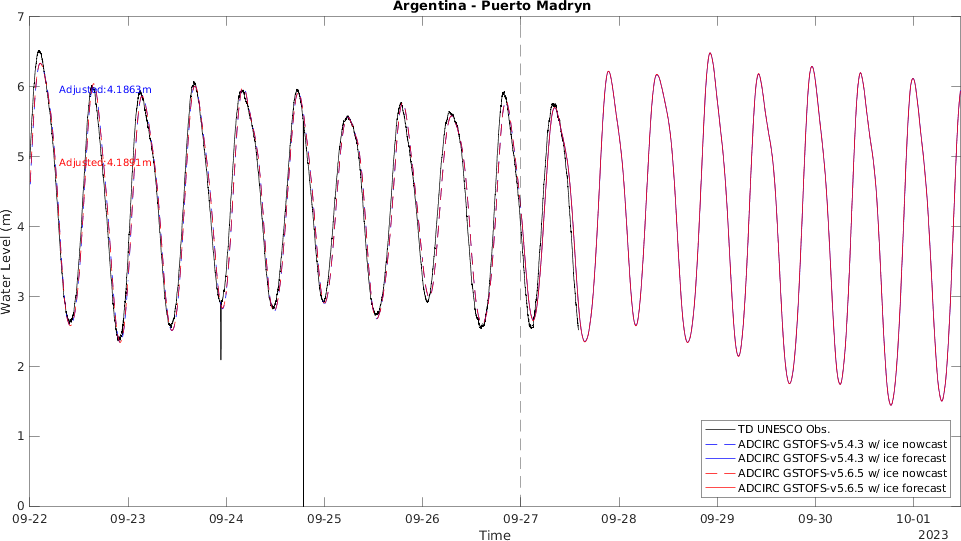 Argentina - Puerto Madryn
7
6
5
4
3
2
1
0
Water Level (m)
Adjusted:4.1863m
Adjusted:4.1891m
TD UNESCO Obs.
ADCIRC GSTOFS-v5.4.3 w/ ice nowcast
ADCIRC GSTOFS-v5.4.3 w/ ice forecast
ADCIRC GSTOFS-v5.6.5 w/ ice nowcast
ADCIRC GSTOFS-v5.6.5 w/ ice forecast
09-22 09-23 09-24 09-25 09-26 09-27 09-28 09-29 09-30 10-01
Time
2023